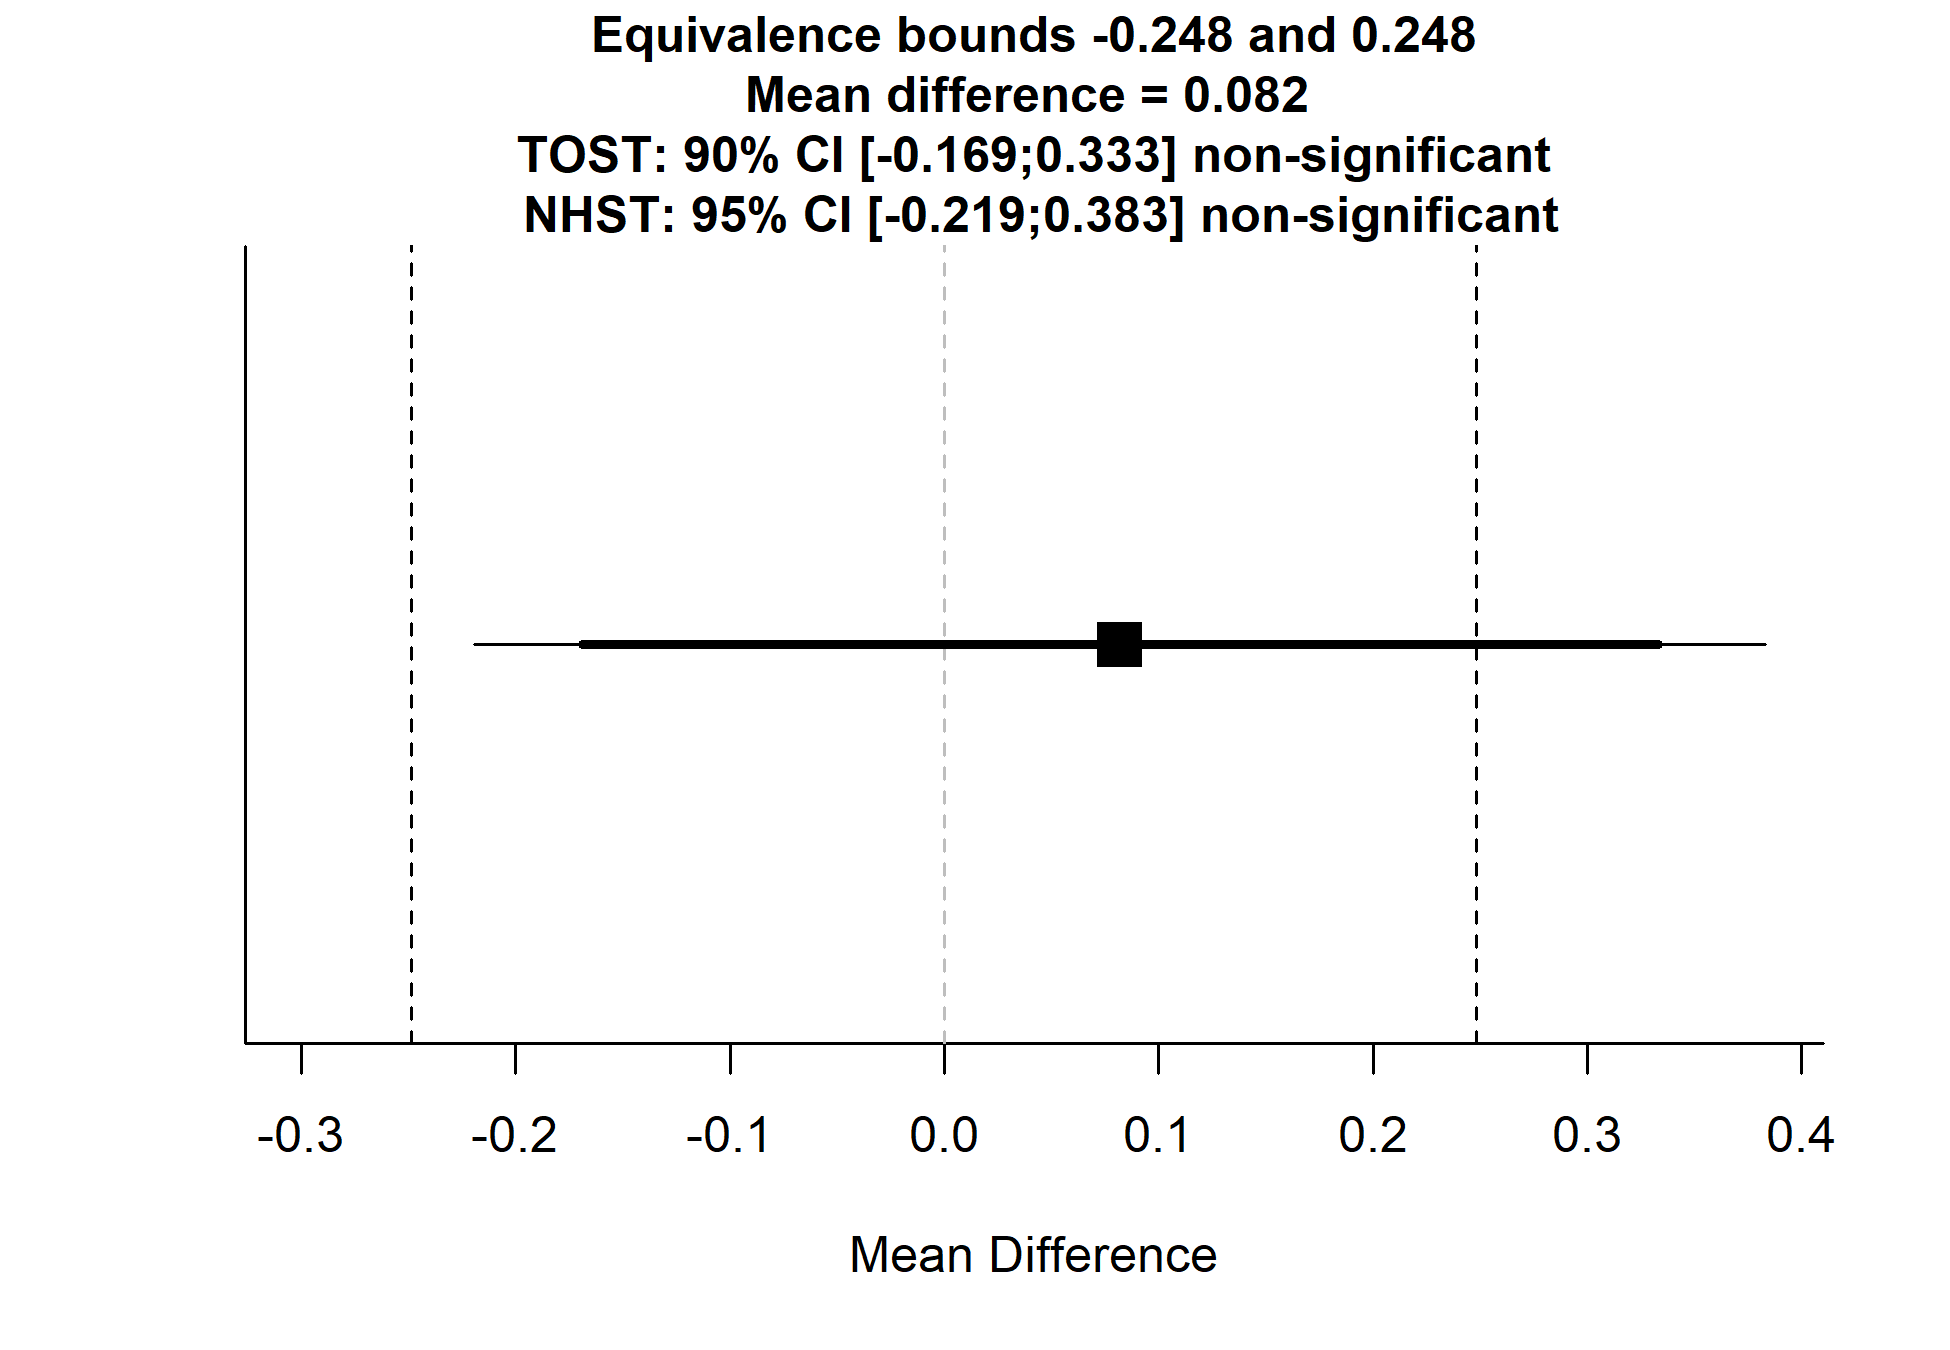 Equivalence bounds -0.248 and 0.248
Mean difference = 0.082
TOST: 90% CI [-0.169;0.333] non-significant
NHST: 95% CI [-0.219;0.383] non-significant
-0.3 -0.2 -0.1 0.0 0.1 0.2 0.3 0.4
Mean Difference